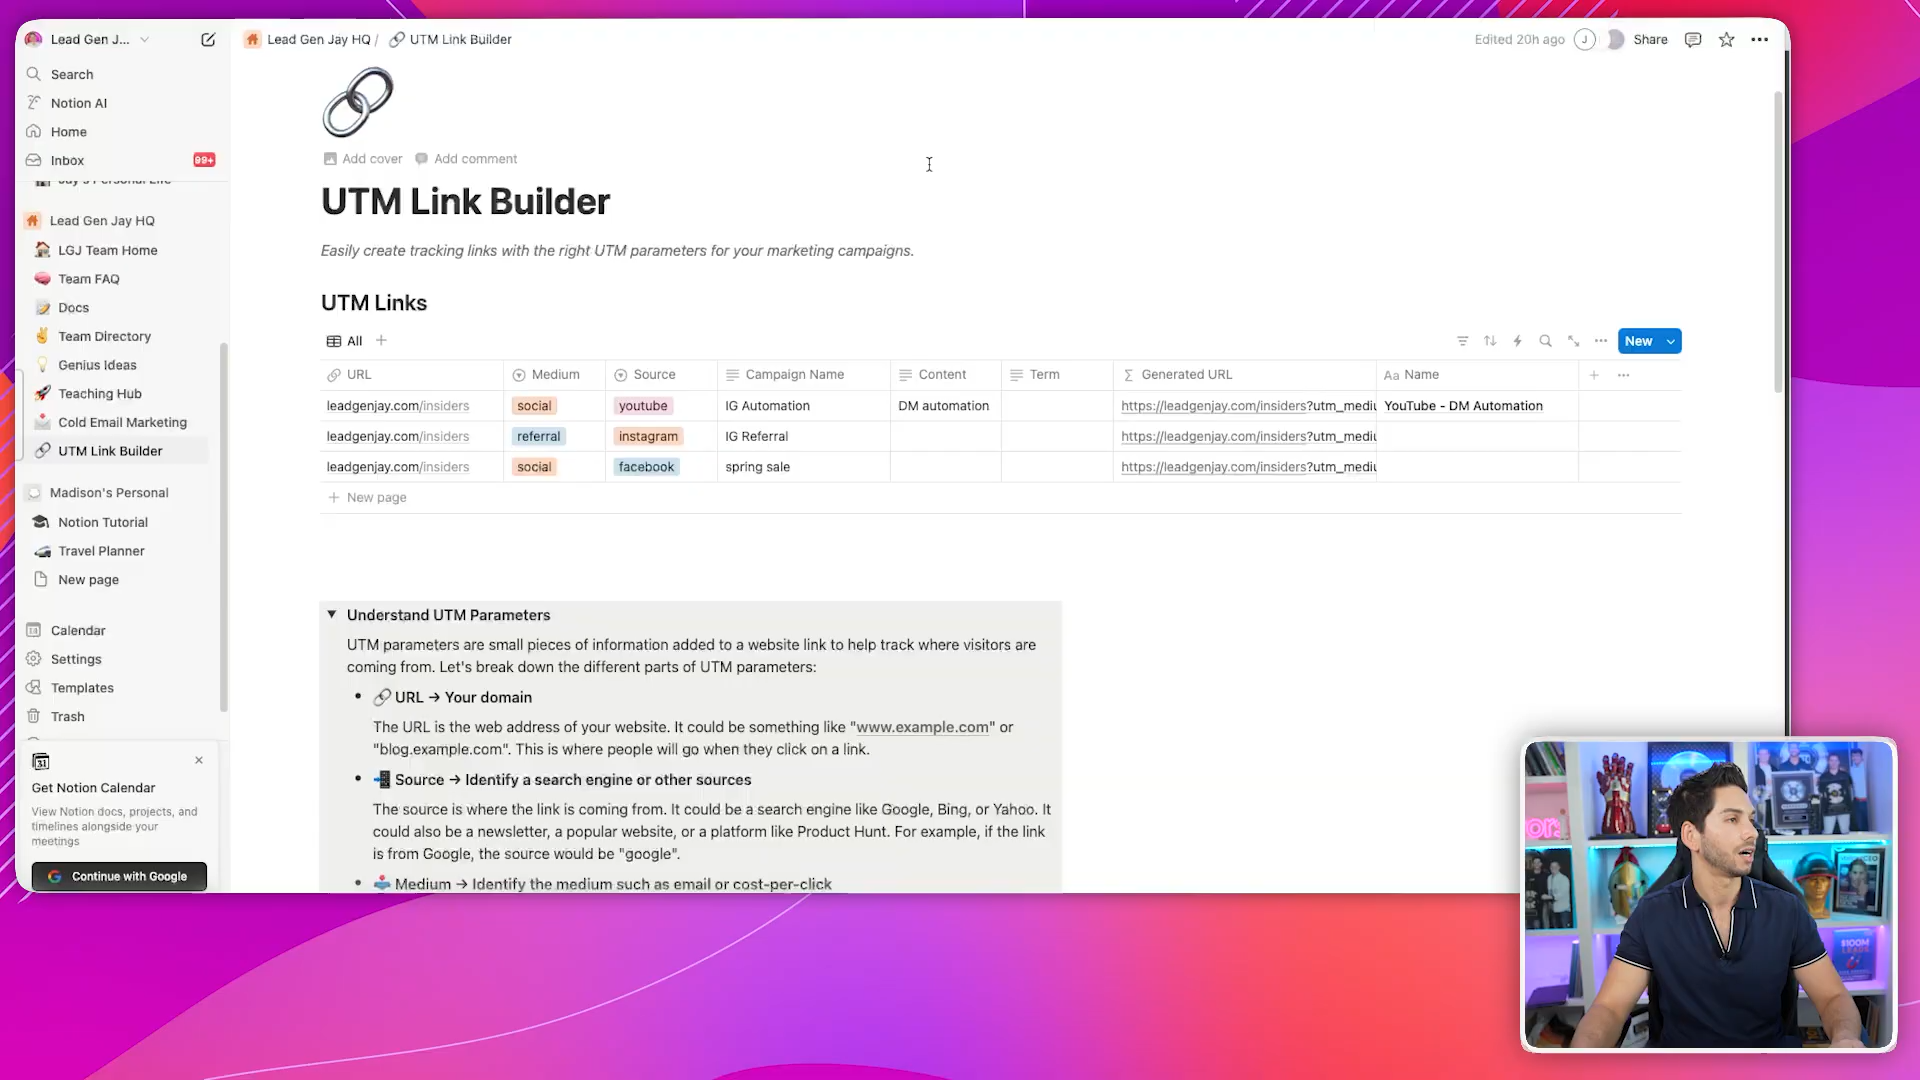 Lead Gen J...
Search
Notion AI
Home
Inbox
99+
Jay's Personal Life
Lead Gen Jay HQ
LGJ Team Home
Team FAQ
Docs
Team Directory
Genius Ideas
Teaching Hub
Cold Email Marketing
UTM Link Builder
Madison's Personal
Notion Tutorial
Travel Planner
New page
Calendar
Settings
Templates
Trash
31
Get Notion Calendar
View Notion docs, projects, and
timelines alongside your
meetings
Continue with Google
Lead Gen Jay HQ / UTM Link Builder
Edited 20h ago J Share
Add cover Add comment
UTM Link Builder
Easily create tracking links with the right UTM parameters for your marketing campaigns.
UTM Links
All
New
URL Medium Source Campaign Name Content Term Generated URL Aa Name
leadgenjay.com/insiders social youtube IG Automation DM automation https://leadgenjay.com/insiders?utm_mediu YouTube - DM Automation
leadgenjay.com/insiders referral instagram IG Referral https://leadgenjay.com/insiders?utm_mediu
leadgenjay.com/insiders social facebook spring sale https://leadgenjay.com/insiders?utm_mediu
New page
Understand UTM Parameters
UTM parameters are small pieces of information added to a website link to help track where visitors are
coming from. Let's break down the different parts of UTM parameters:
• URL → Your domain
The URL is the web address of your website. It could be something like "www.example.com" or
"blog.example.com". This is where people will go when they click on a link.
• Source → Identify a search engine or other sources
The source is where the link is coming from. It could be a search engine like Google, Bing, or Yahoo. It
could also be a newsletter, a popular website, or a platform like Product Hunt. For example, if the link
is from Google, the source would be "google".
• Medium → Identify the medium such as email or cost-per-click
$100M